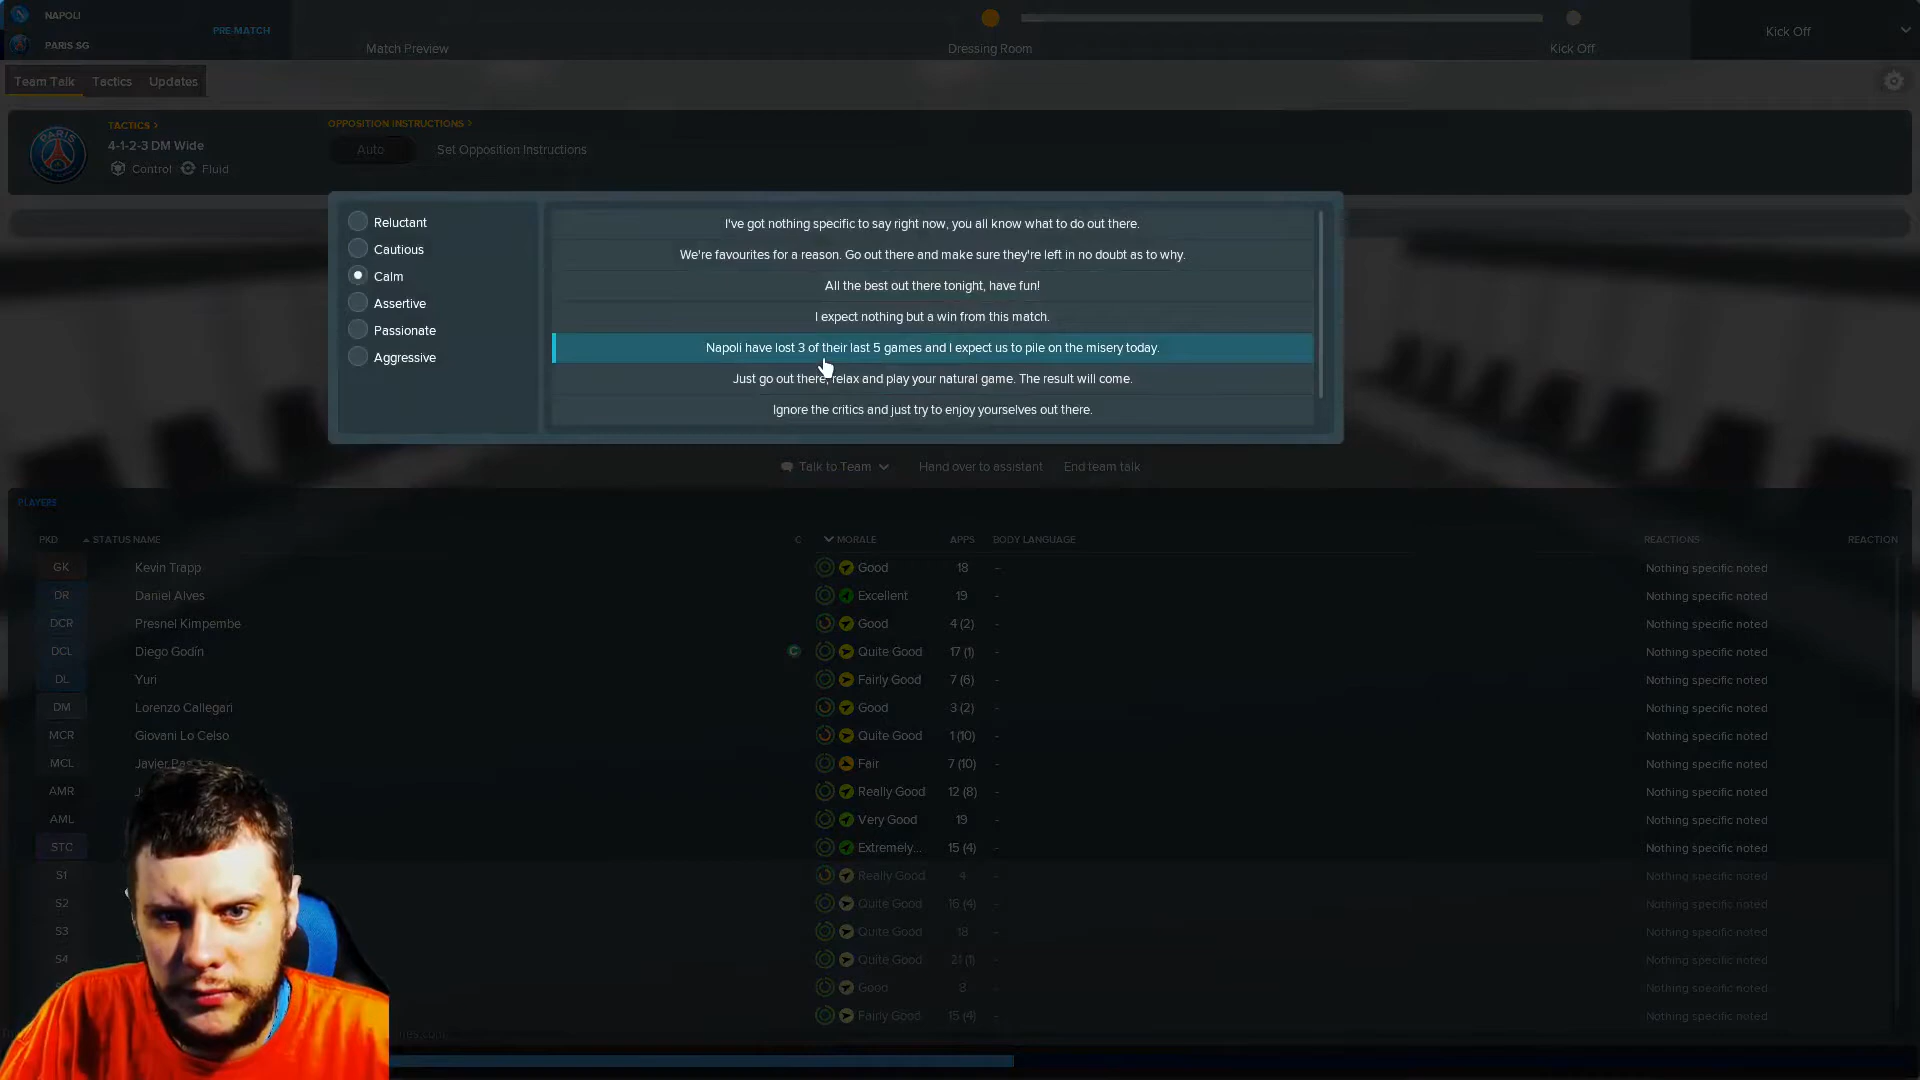 NAPOLI
PARIS SG
PRE-MATCH
Match Preview
Dressing Room
Kick Off
Kick Off
Team Talk Tactics Updates
TACTICS >
4-1-2-3 DM Wide
Control Fluid
OPPOSITION INSTRUCTIONS >
Auto Set Opposition Instructions
Reluctant
Cautious
Calm
Assertive
Passionate
Aggressive
I've got nothing specific to say right now, you all know what to do out there.
We're favourites for a reason. Go out there and make sure they're left in no doubt as to why.
All the best out there tonight, have fun!
I expect nothing but a win from this match.
Napoli have lost 3 of their last 5 games and I expect us to pile on the misery today.
Just go out there, relax and play your natural game. The result will come.
Ignore the critics and just try to enjoy yourselves out there.
Talk to Team Hand over to assistant End team talk
PLAYERS
PKD STATUS NAME C MORALE APPS BODY LANGUAGE REACTIONS REACTION
GK Kevin Trapp Good 18 - Nothing specific noted
DR Daniel Alves Excellent 19 - Nothing specific noted
DCR Presnel Kimpembe Good 4 (2) - Nothing specific noted
DCL Diego Godín C Quite Good 17 (1) - Nothing specific noted
DL Yuri Fairly Good 7 (6) - Nothing specific noted
DM Lorenzo Callegari Good 3 (2) - Nothing specific noted
MCR Giovani Lo Celso Quite Good 1 (10) - Nothing specific noted
MCL Javier Fair 7 (10) - Nothing specific noted
AMR Really Good 12 (8) - Nothing specific noted
AML Very Good 19 - Nothing specific noted
STC Extremely... 15 (4) - Nothing specific noted
S1 Really Good 4 Nothing specific noted
S2 Quite Good 16 (4) Nothing specific noted
S3 Quite Good 18 Nothing specific noted
S4 Quite Good 21 (1) Nothing specific noted
Good 8 Nothing specific noted
Fairly Good 15 (4) Nothing specific noted